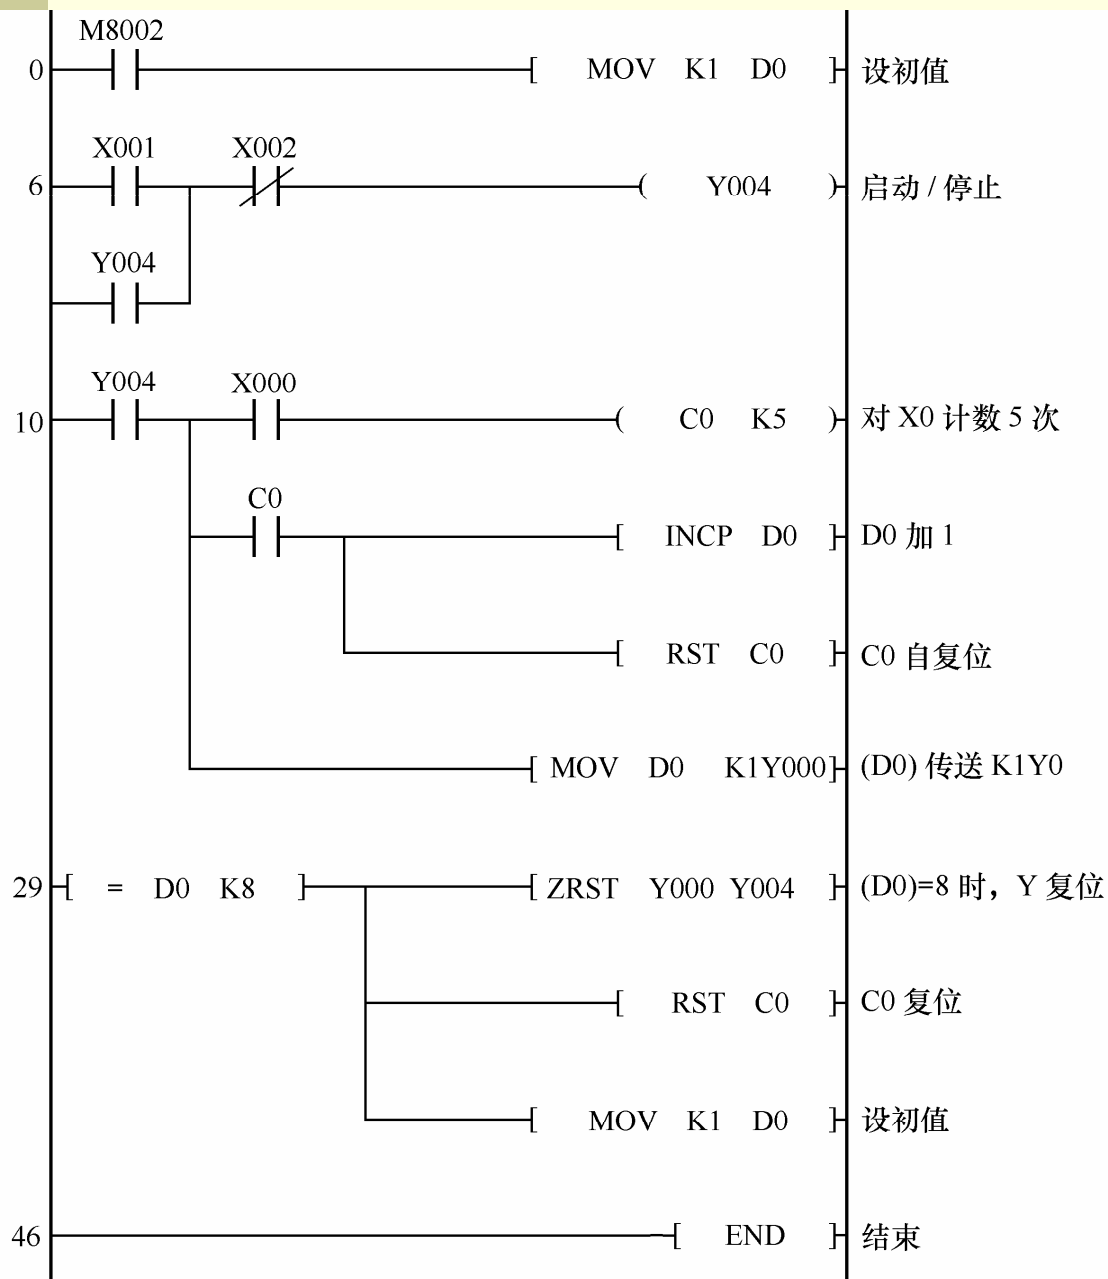 M8002
0 [ MOV K1 D0 ] 设初值
X001 X002
6 ( Y004 ) 启动 / 停止
Y004
Y004 X000
10 ( C0 K5 ) 对 X0 计数 5 次
C0
[ INCP D0 ] D0 加 1
[ RST C0 ] C0 自复位
[ MOV D0 K1Y000 ] (D0) 传送 K1Y0
29 [ = D0 K8 ] [ ZRST Y000 Y004 ] (D0)=8 时，Y 复位
[ RST C0 ] C0 复位
[ MOV K1 D0 ] 设初值
46 [ END ] 结束